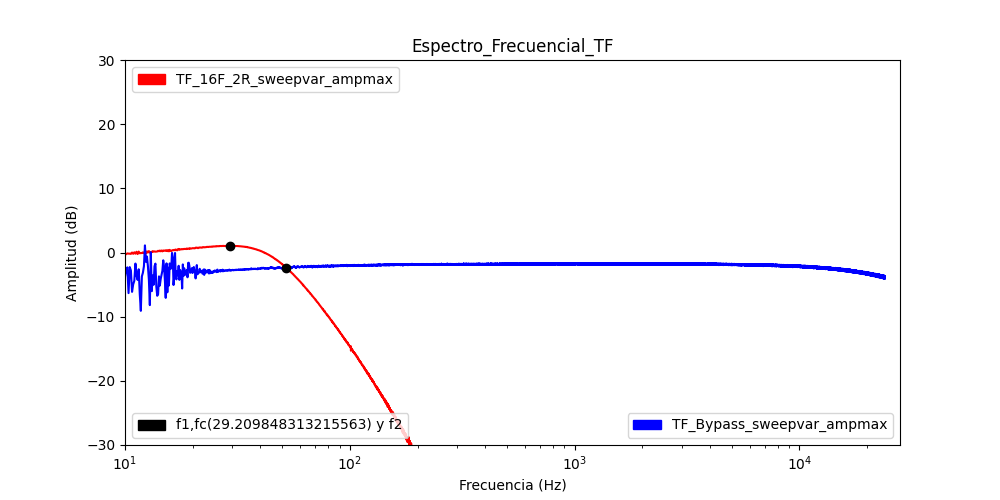 Espectro_Frecuencial_TF
TF_16F_2R_sweepvar_ampmax
30
20
10
0
−10
−20
−30
Amplitud (dB)
f1,fc(29.209848313215563) y f2
TF_Bypass_sweepvar_ampmax
10¹ 10² 10³ 10⁴
Frecuencia (Hz)